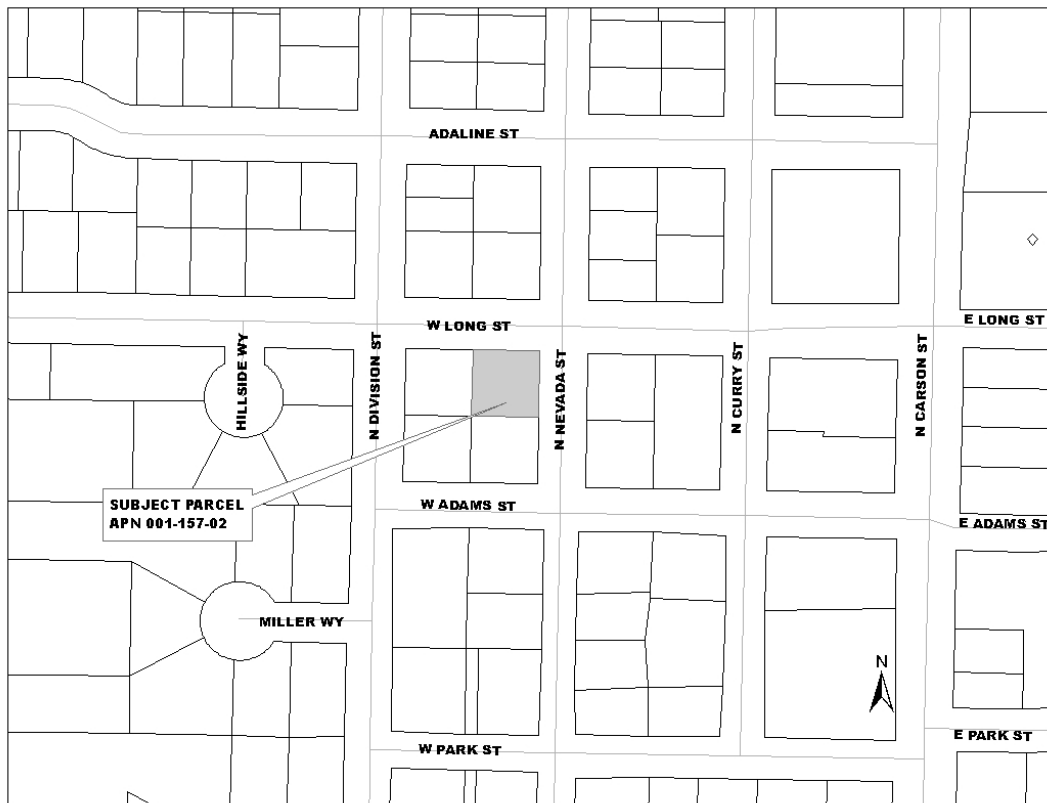 ADALINE ST
W LONG ST
E LONG ST
HILLSIDE WY
N DIVISION ST
N NEVADA ST
N CURRY ST
N CARSON ST
SUBJECT PARCEL
APN 001-157-02
W ADAMS ST
E ADAMS ST
MILLER WY
N
W PARK ST
E PARK ST